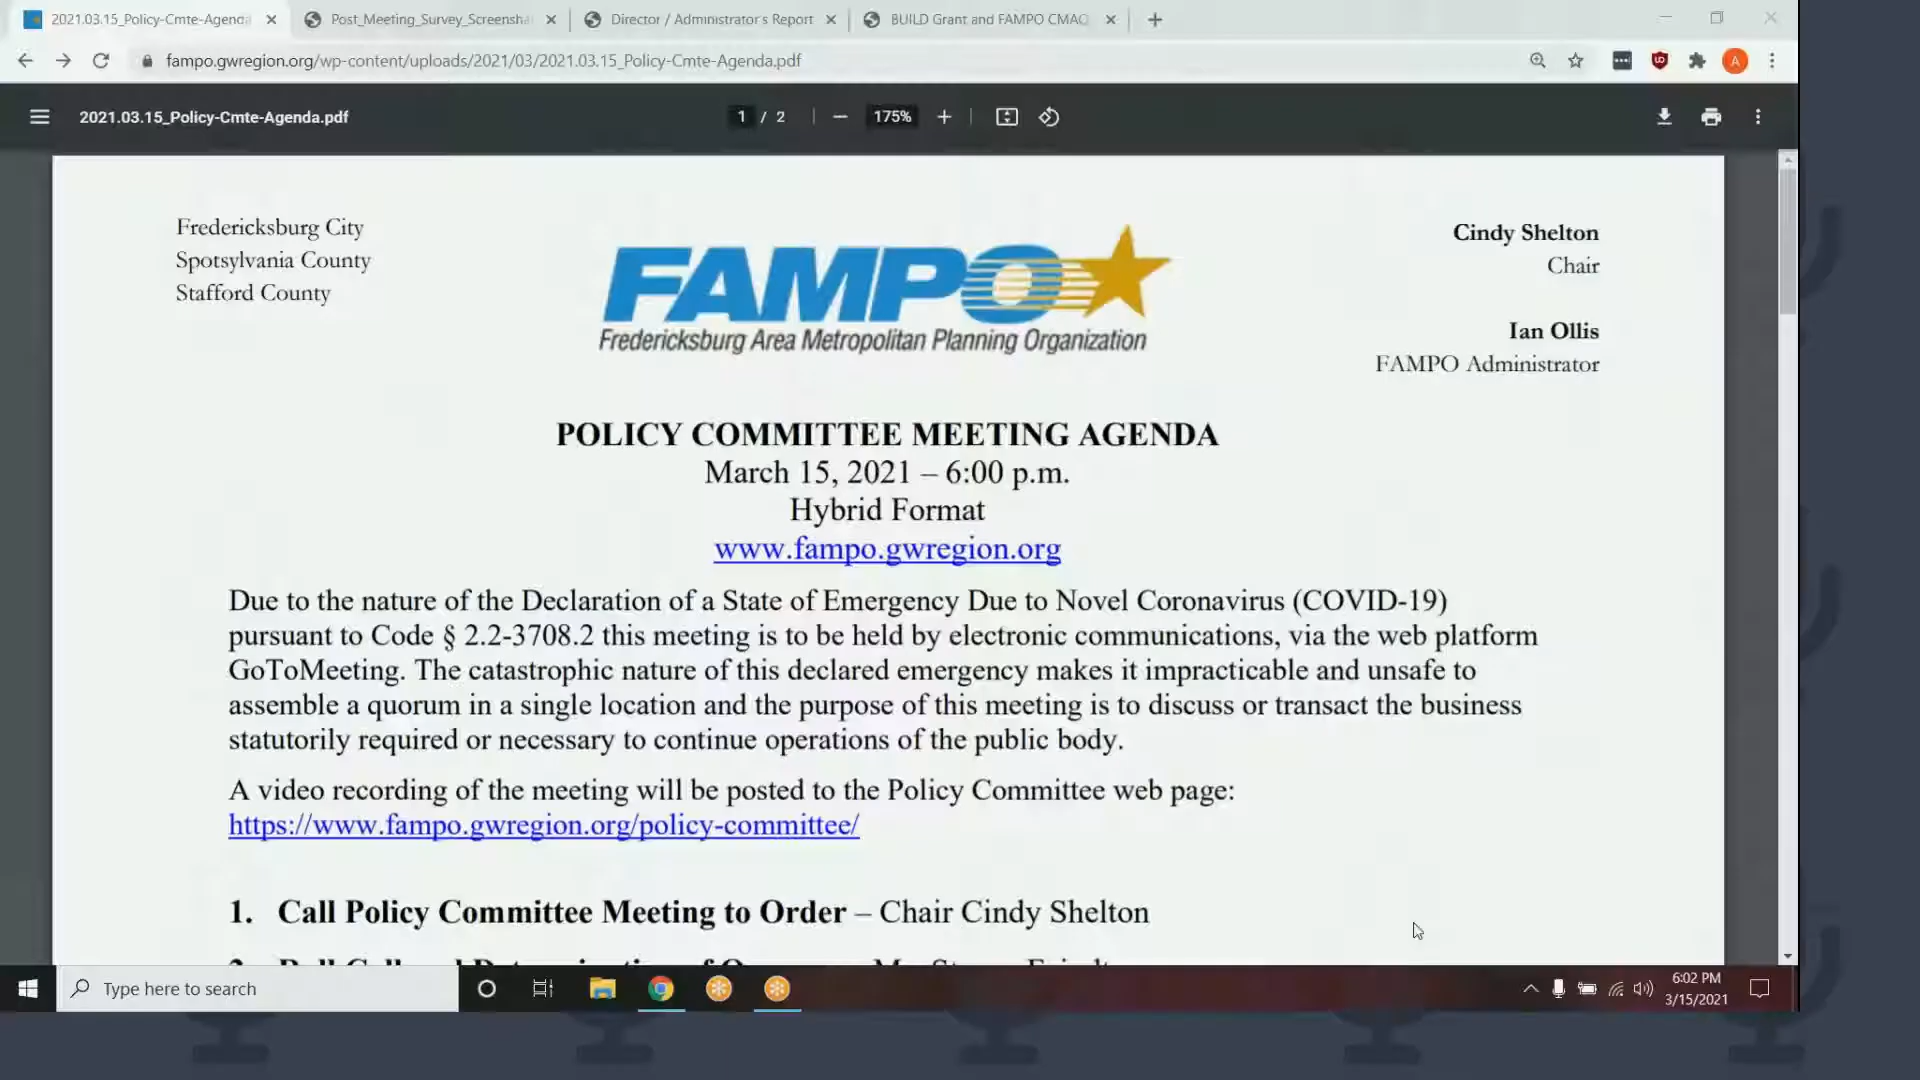 2021.03.15_Policy-Cmte-Agenda
Post_Meeting_Survey_Screensha
Director / Administrator's Report
BUILD Grant and FAMPO CMAQ
fampo.gwregion.org/wp-content/uploads/2021/03/2021.03.15_Policy-Cmte-Agenda.pdf
A
2021.03.15_Policy-Cmte-Agenda.pdf
1 / 2
175%
Fredericksburg City
Spotsylvania County
Stafford County
FAMPO
Fredericksburg Area Metropolitan Planning Organization
Cindy Shelton
Chair
Ian Ollis
FAMPO Administrator
POLICY COMMITTEE MEETING AGENDA
March 15, 2021 – 6:00 p.m.
Hybrid Format
www.fampo.gwregion.org
Due to the nature of the Declaration of a State of Emergency Due to Novel Coronavirus (COVID-19)
pursuant to Code § 2.2-3708.2 this meeting is to be held by electronic communications, via the web platform
GoToMeeting. The catastrophic nature of this declared emergency makes it impracticable and unsafe to
assemble a quorum in a single location and the purpose of this meeting is to discuss or transact the business
statutorily required or necessary to continue operations of the public body.
A video recording of the meeting will be posted to the Policy Committee web page:
https://www.fampo.gwregion.org/policy-committee/
1. Call Policy Committee Meeting to Order – Chair Cindy Shelton
Type here to search
6:02 PM
3/15/2021